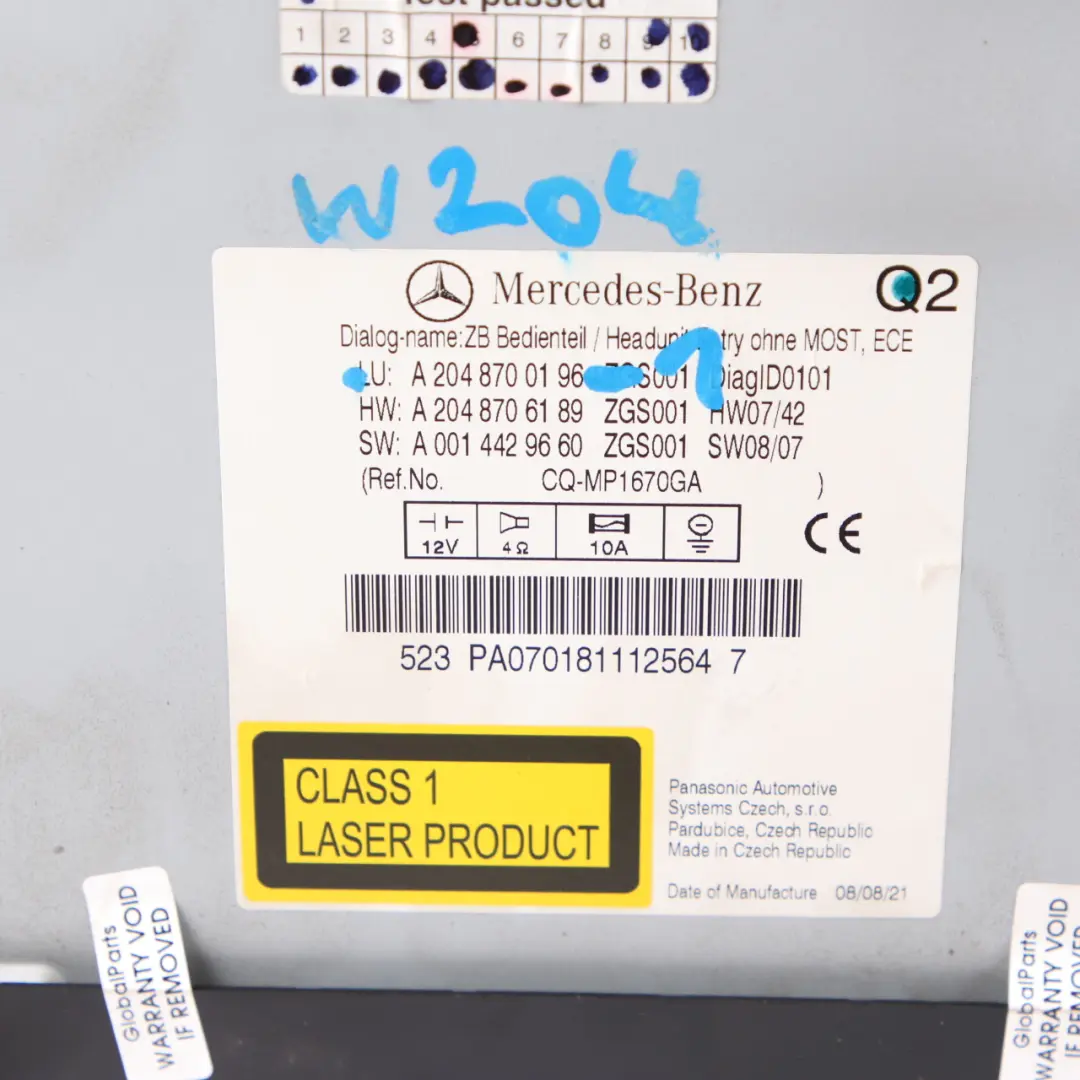 Test passed
1 2 3 4 6 7 8 9 10
W204
Mercedes-Benz Q2
Dialog-name: ZB Bedienteil / ohne MOST, ECE
LU: A 204 870 01 96 - 1 ZGS001 DiagID0101
HW: A 204 870 61 89 ZGS001 HW07/42
SW: A 001 442 96 60 ZGS001 SW08/07
(Ref.No. CQ-MP1670GA )
12V 4Ω 10A CE
523 PA070181112564 7
CLASS 1
LASER PRODUCT
Panasonic Automotive
Systems Czech, s.r.o.
Pardubice, Czech Republic
Made in Czech Republic
Date of Manufacture 08/08/21
GlobalParts
WARRANTY VOID
IF REMOVED
GlobalParts
WARRANTY VOID
IF REMOVED